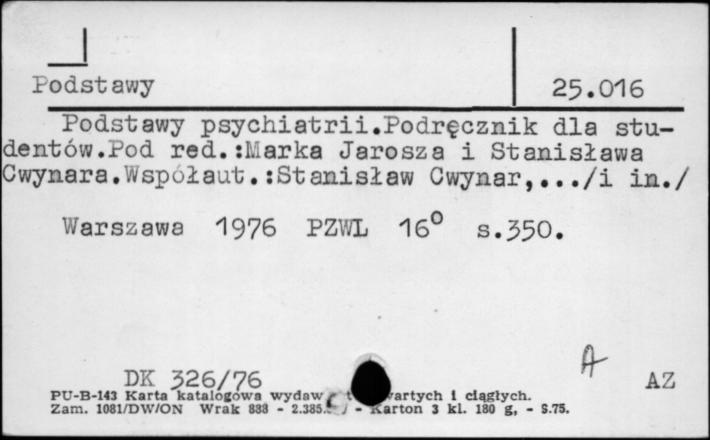 Podstawy 25.016
Podstawy psychiatrii.Podręcznik dla stu-
dentów.Pod red.:Marka Jarosza i Stanisława
Cwynara.Współaut.:Stanisław Cwynar,.../i in./
Warszawa 1976 PZWL 16° s.350.
A
DK 326/76 AZ
PU-B-143 Karta katalogowa wydaw t wartych i ciągłych.
Zam. 1081/DW/ON Wrak 888 - 2.385. - Karton 3 kl. 180 g, - S.75.